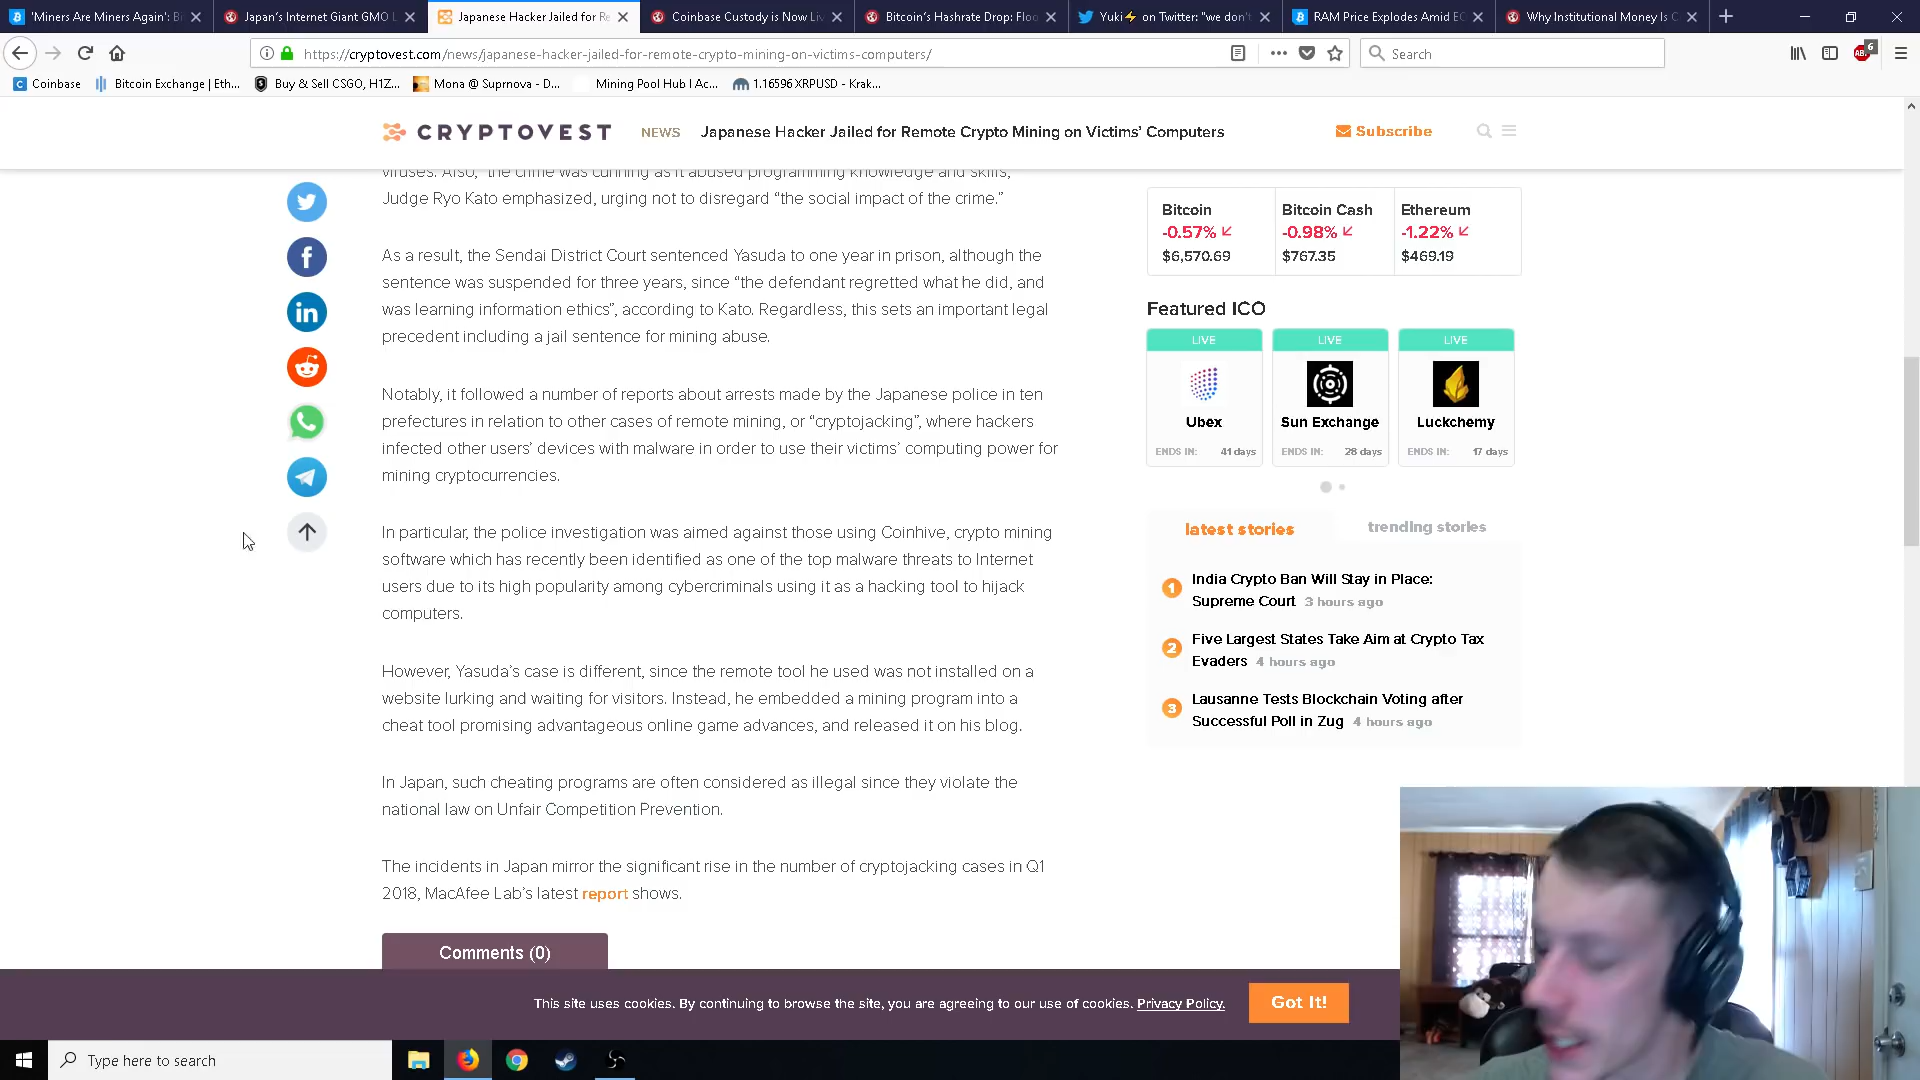 'Miners Are Miners Again': B
Japan's Internet Giant GMO L
Japanese Hacker Jailed for Re
Coinbase Custody is Now Liv
Bitcoin's Hashrate Drop: Floo
Yuki⚡ on Twitter: "we don't
RAM Price Explodes Amid EO
Why Institutional Money Is C
https://cryptovest.com/news/japanese-hacker-jailed-for-remote-crypto-mining-on-victims-computers/
Search
6
Coinbase
Bitcoin Exchange | Eth...
Buy & Sell CSGO, H1Z...
Mona @ Suprnova - D...
Mining Pool Hub | Ac...
1.16596 XRPUSD - Krak...
CRYPTOVEST
NEWS
Japanese Hacker Jailed for Remote Crypto Mining on Victims' Computers
Subscribe
viruses. Also, "the crime was cunning as it abused programming knowledge and skills,"
Judge Ryo Kato emphasized, urging not to disregard "the social impact of the crime."
As a result, the Sendai District Court sentenced Yasuda to one year in prison, although the
sentence was suspended for three years, since "the defendant regretted what he did, and
was learning information ethics", according to Kato. Regardless, this sets an important legal
precedent including a jail sentence for mining abuse.
Notably, it followed a number of reports about arrests made by the Japanese police in ten
prefectures in relation to other cases of remote mining, or "cryptojacking", where hackers
infected other users' devices with malware in order to use their victims' computing power for
mining cryptocurrencies.
In particular, the police investigation was aimed against those using Coinhive, crypto mining
software which has recently been identified as one of the top malware threats to Internet
users due to its high popularity among cybercriminals using it as a hacking tool to hijack
computers.
However, Yasuda's case is different, since the remote tool he used was not installed on a
website lurking and waiting for visitors. Instead, he embedded a mining program into a
cheat tool promising advantageous online game advances, and released it on his blog.
In Japan, such cheating programs are often considered as illegal since they violate the
national law on Unfair Competition Prevention.
The incidents in Japan mirror the significant rise in the number of cryptojacking cases in Q1
2018, MacAfee Lab's latest report shows.
Comments (0)
Bitcoin
-0.57%
$6,570.69
Bitcoin Cash
-0.98%
$767.35
Ethereum
-1.22%
$469.19
Featured ICO
LIVE
Ubex
ENDS IN: 41 days
LIVE
Sun Exchange
ENDS IN: 28 days
LIVE
Luckchemy
ENDS IN: 17 days
latest stories
trending stories
1
India Crypto Ban Will Stay in Place:
Supreme Court 3 hours ago
2
Five Largest States Take Aim at Crypto Tax
Evaders 4 hours ago
3
Lausanne Tests Blockchain Voting after
Successful Poll in Zug 4 hours ago
This site uses cookies. By continuing to browse the site, you are agreeing to our use of cookies. Privacy Policy.
Got It!
Type here to search